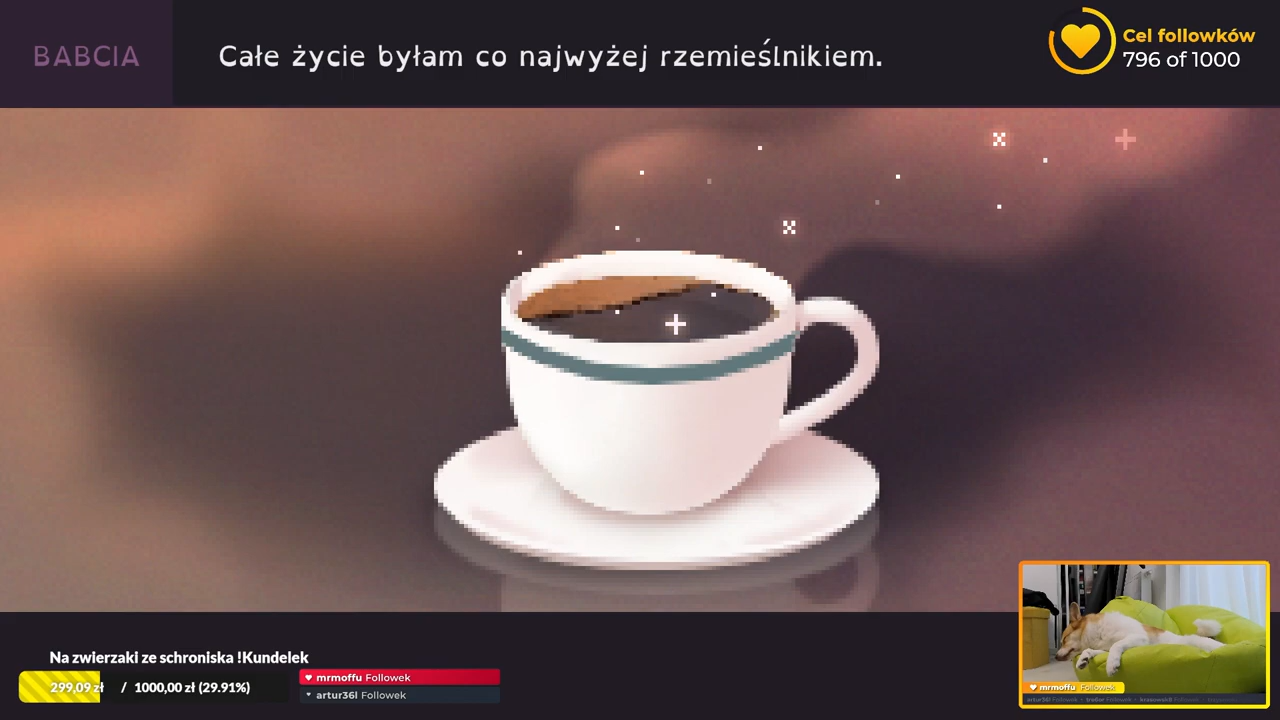 BABCIA
Całe życie byłam co najwyżej rzemieślnikiem.
Cel followków
796 of 1000
Na zwierzaki ze schroniska !Kundelek
299,09 zł / 1000,00 zł (29.91%)
mrmoffu Followek
artur36l Followek
mrmoffu Followek